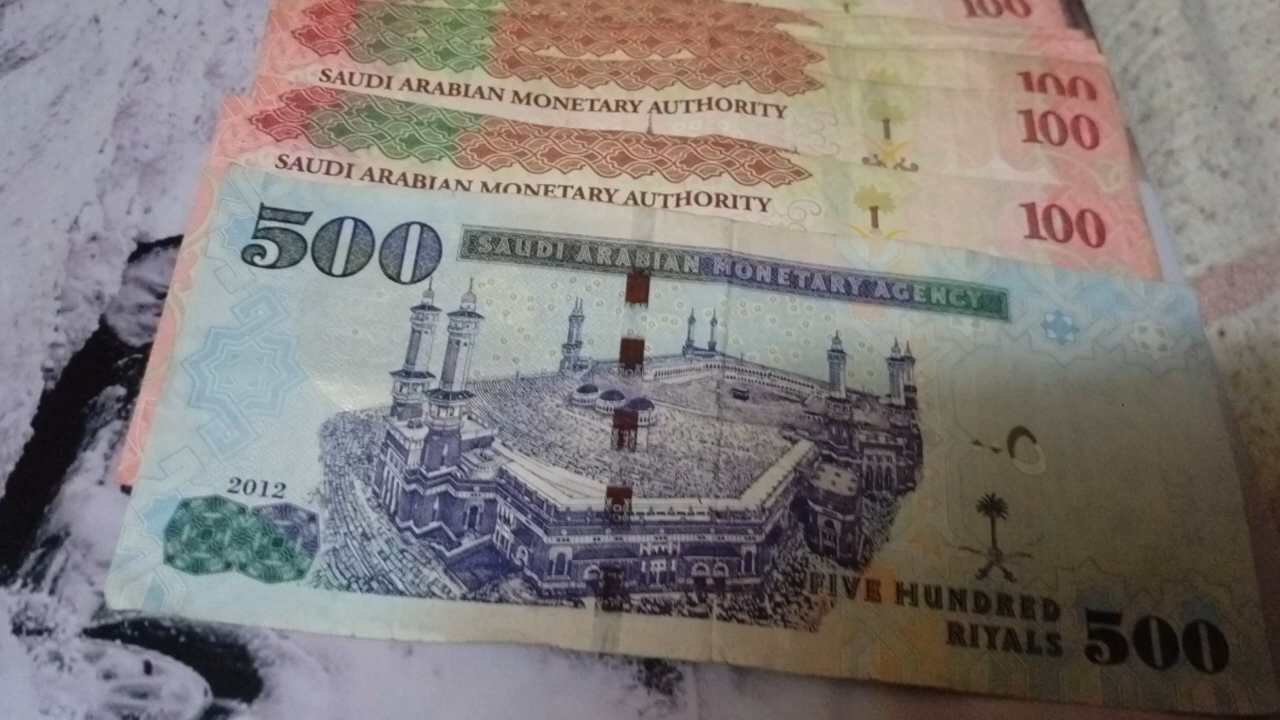 100
100
SAUDI ARABIAN MONETARY AUTHORITY
100
SAUDI ARABIAN MONETARY AUTHORITY
100
500
SAUDI ARABIAN MONETARY AGENCY
2012
FIVE HUNDRED
RIYALS
500